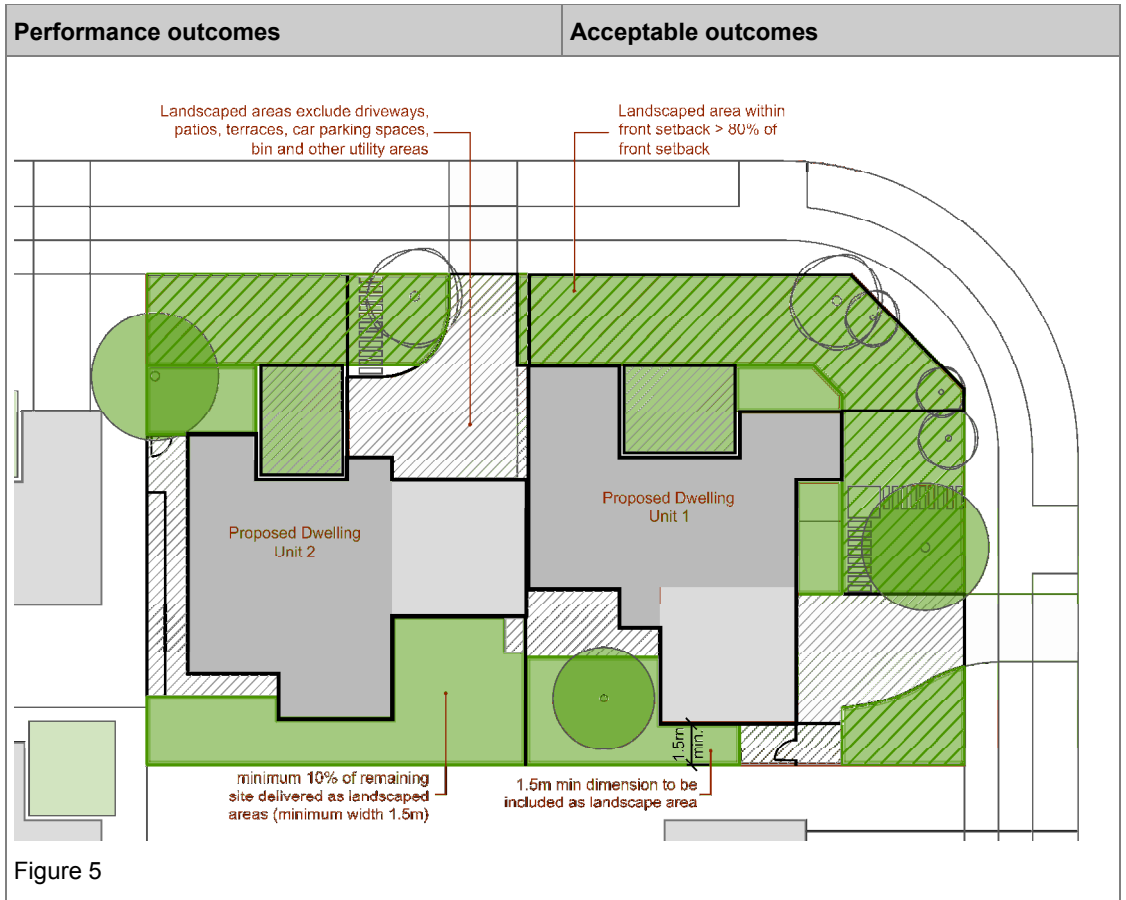 Performance outcomes
Acceptable outcomes
Landscaped areas exclude driveways,
patios, terraces, car parking spaces,
bin and other utility areas
Landscaped area within
front setback > 80% of
front setback
Proposed Dwelling
Unit 1
Proposed Dwelling
Unit 2
1.5m
min.
minimum 10% of remaining
site delivered as landscaped
areas (minimum width 1.5m)
1.5m min dimension to be
included as landscape area
Figure 5